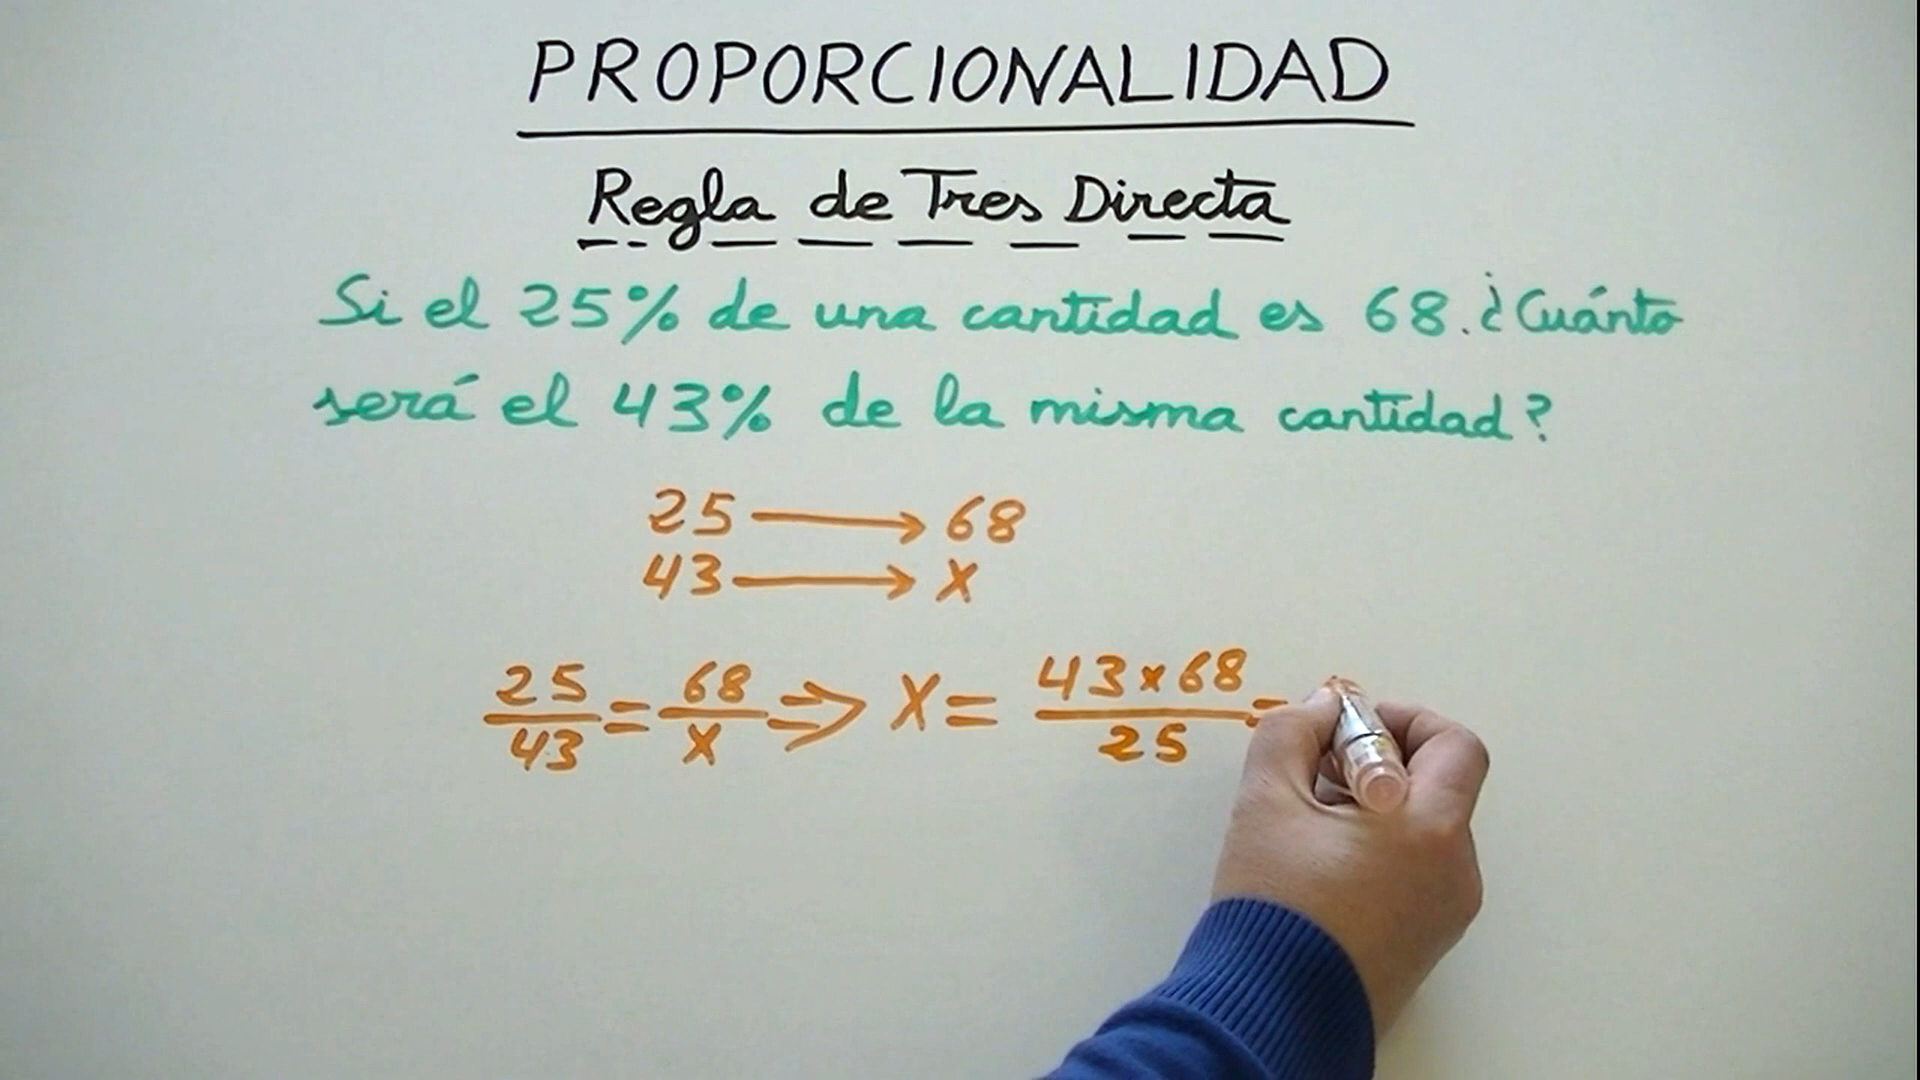 PROPORCIONALIDAD
Regla de Tres Directa
Si el 25% de una cantidad es 68. ¿Cuánto
será el 43% de la misma cantidad?
25 → 68
43 → X
25/43 = 68/X ⇒ X = 43×68/25 =